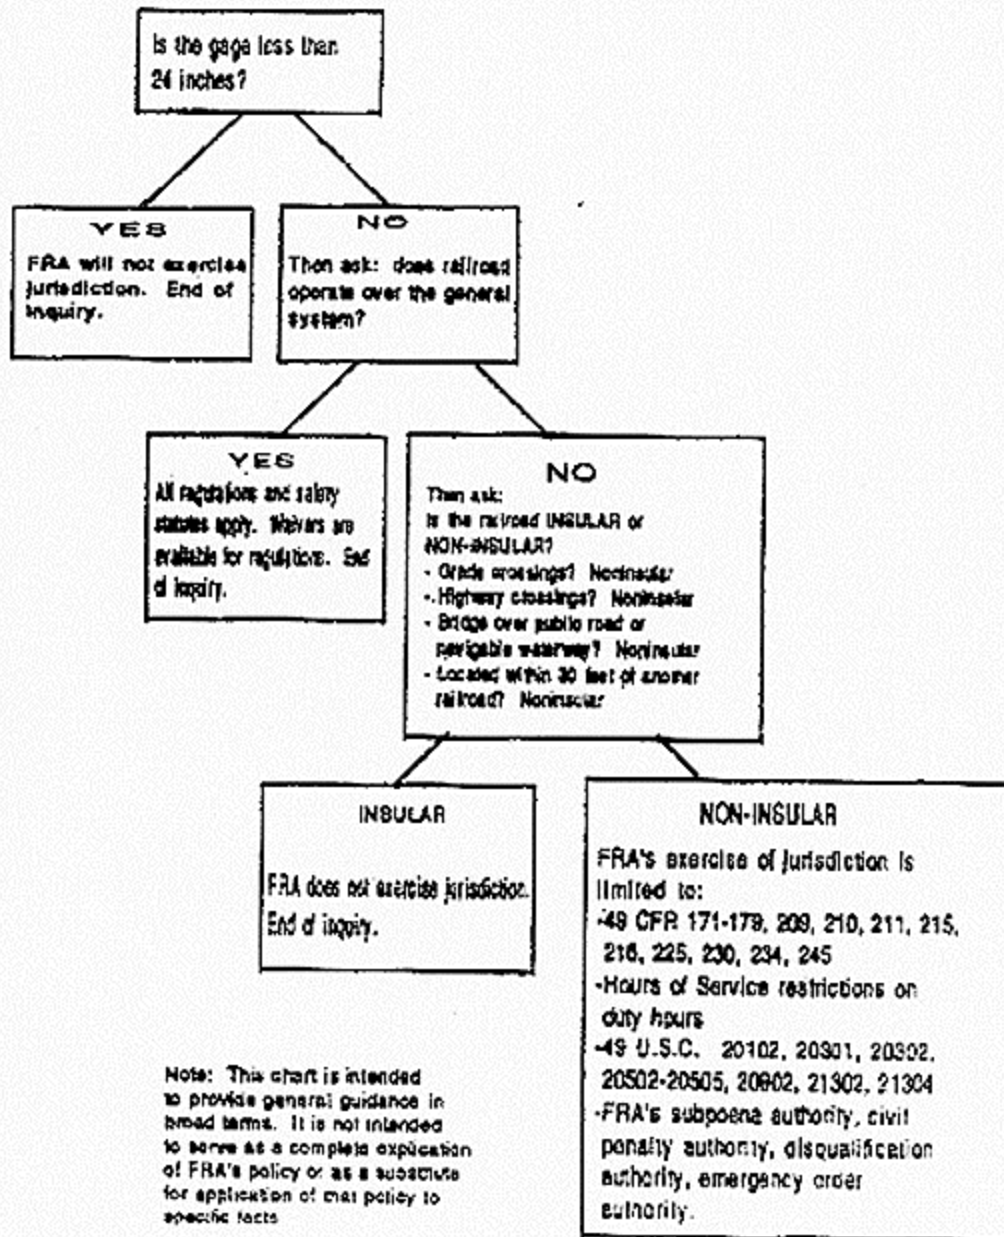 Is the gage less than
24 inches?
YES
FRA will not exercise
jurisdiction. End of
inquiry.
NO
Then ask: does railroad
operate over the general
system?
YES
All regulations and safety
statutes apply. Waivers are
available for regulations. End
of inquiry.
NO
Then ask:
Is the railroad INSULAR or
NON-INSULAR?
- Grade crossings? Noninsular
- Highway crossings? Noninsular
- Bridge over public road or
navigable waterway? Noninsular
- Located within 30 feet of another
railroad? Noninsular
INSULAR
FRA does not exercise jurisdiction.
End of inquiry.
NON-INSULAR
FRA's exercise of jurisdiction is
limited to:
-49 CFR 171-179, 209, 210, 211, 215,
216, 225, 230, 234, 245
-Hours of Service restrictions on
duty hours
-49 U.S.C. 20102, 20301, 20302,
20502-20505, 20902, 21302, 21304
-FRA's subpoena authority, civil
penalty authority, disqualification
authority, emergency order
authority.
Note: This chart is intended
to provide general guidance in
broad terms. It is not intended
to serve as a complete explication
of FRA's policy or as a substitute
for application of that policy to
specific facts